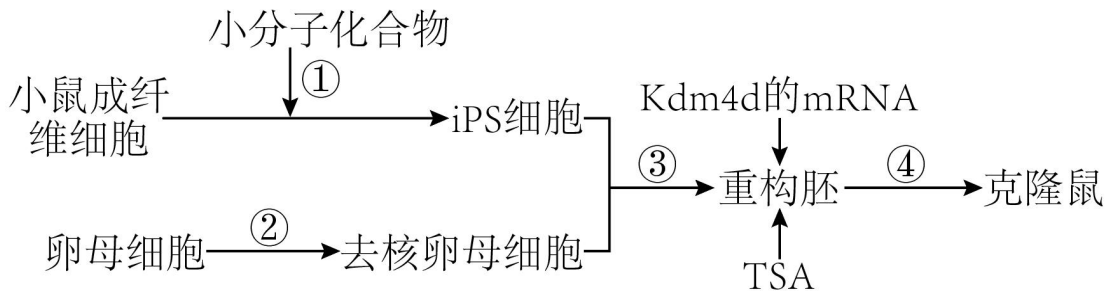 小分子化合物
①
小鼠成纤
维细胞
iPS细胞
Kdm4d的mRNA
③
重构胚
④
克隆鼠
卵母细胞
②
去核卵母细胞
TSA